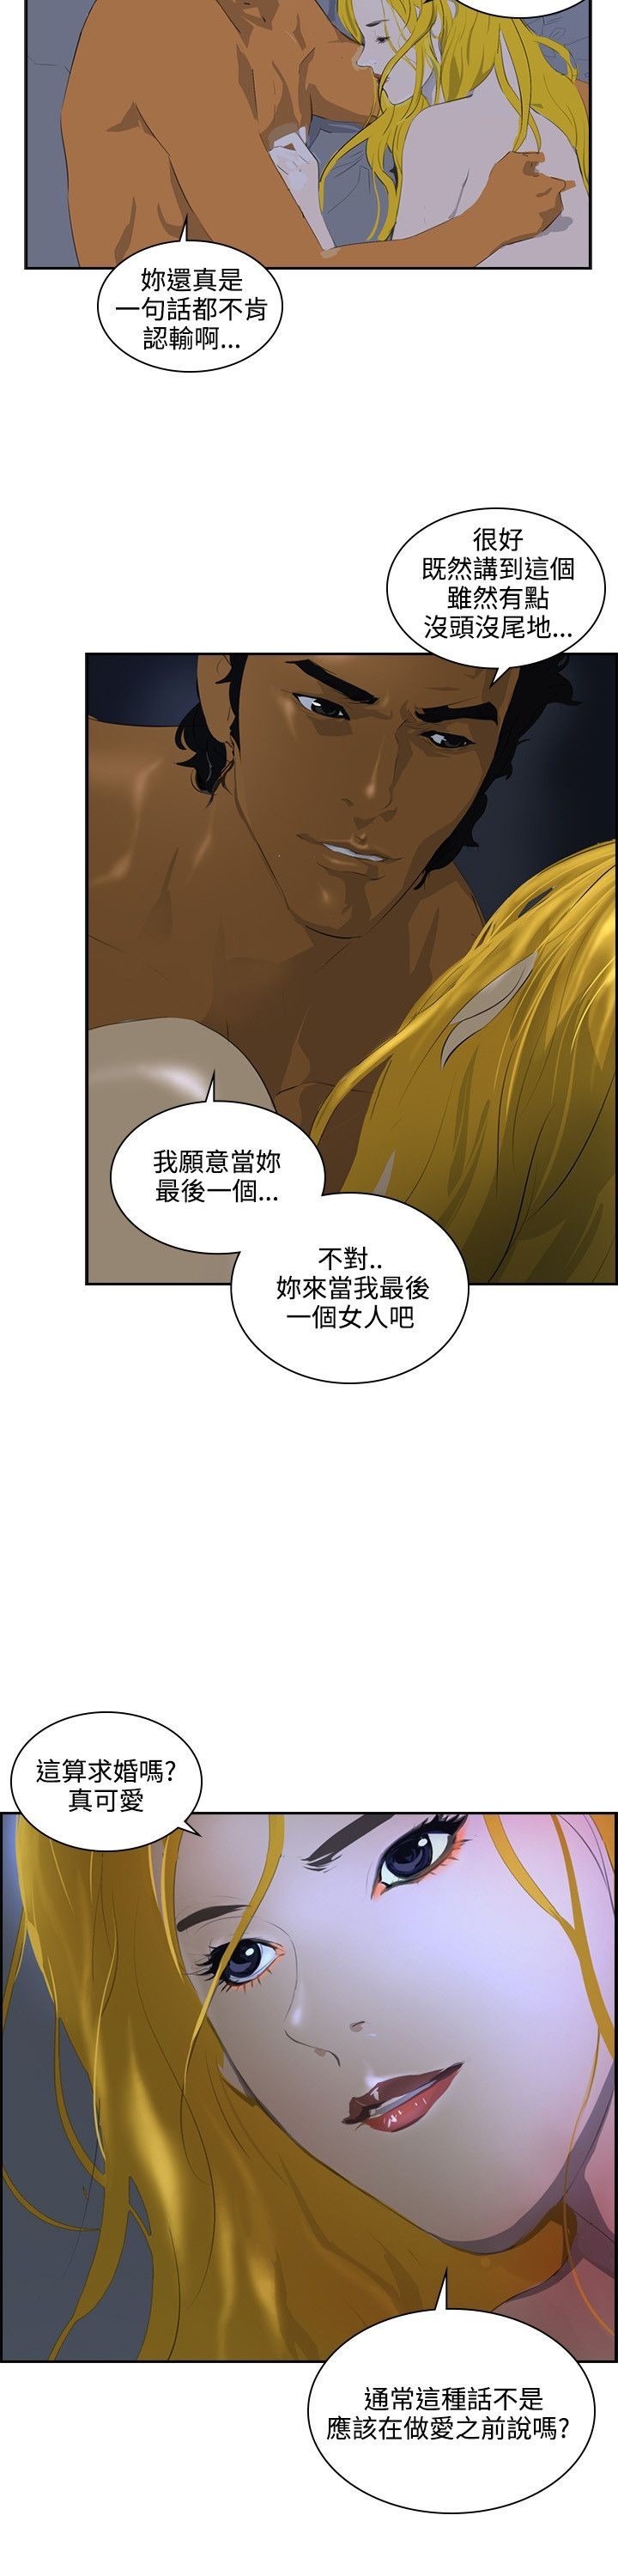 妳還真是
一句話都不肯
認輸啊...
很好
既然講到這個
雖然有點
沒頭沒尾地...
我願意當妳
最後一個...
不對..
妳來當我最後
一個女人吧
這算求婚嗎?
真可愛
通常這種話不是
應該在做愛之前說嗎?